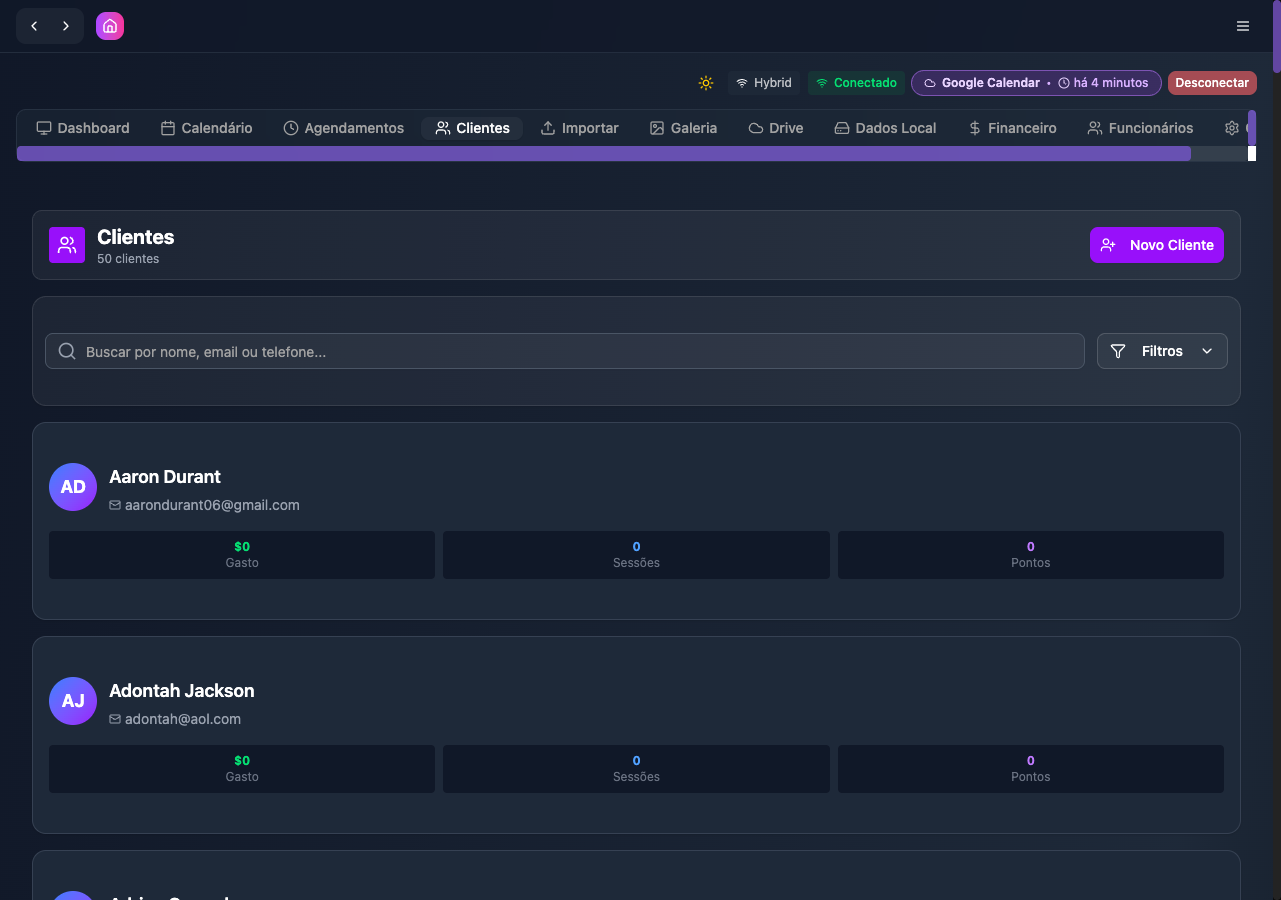 Hybrid
Conectado
Google Calendar • há 4 minutos
Desconectar
Dashboard
Calendário
Agendamentos
Clientes
Importar
Galeria
Drive
Dados Local
Financeiro
Funcionários
Clientes
50 clientes
Novo Cliente
Buscar por nome, email ou telefone...
Filtros
AD
Aaron Durant
aarondurant06@gmail.com
$0
Gasto
0
Sessões
0
Pontos
AJ
Adontah Jackson
adontah@aol.com
$0
Gasto
0
Sessões
0
Pontos